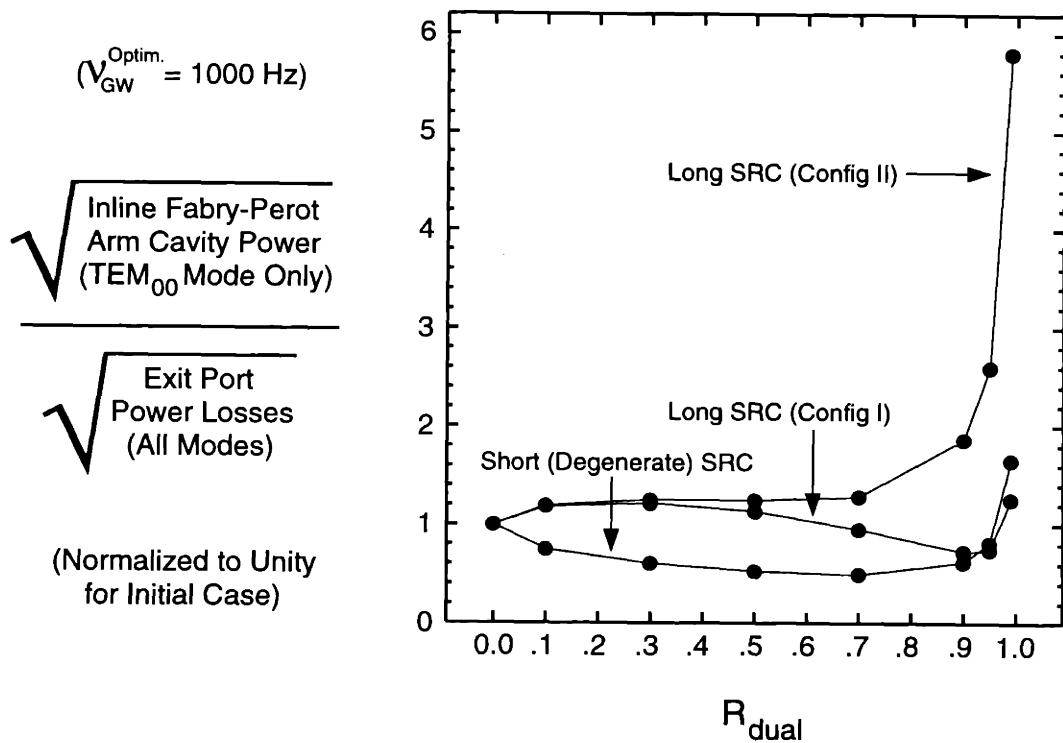 (νGW Optim. = 1000 Hz)
Inline Fabry-Perot
Arm Cavity Power
(TEM00 Mode Only)
Exit Port
Power Losses
(All Modes)
(Normalized to Unity
for Initial Case)
6
5
4
3
2
1
0
Long SRC (Config II)
Long SRC (Config I)
Short (Degenerate) SRC
0.0 .1 .2 .3 .4 .5 .6 .7 .8 .9 1.0
Rdual